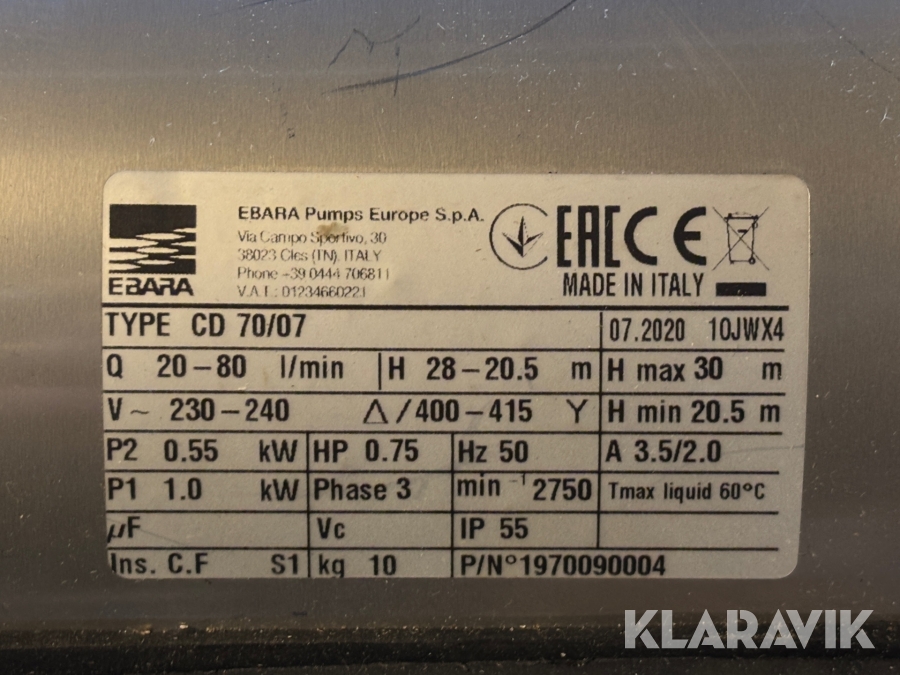 EBARA
EBARA Pumps Europe S.p.A.
Via Campo Sportivo, 30
38023 Cles (TN), ITALY
Phone +39 0444 706811
V.A.T.: 01234660221
EAC CE
MADE IN ITALY
TYPE CD 70/07 07.2020 10JWX4
Q 20-80 l/min H 28-20.5 m H max 30 m
V~ 230-240 Δ/400-415 Y H min 20.5 m
P2 0.55 kW HP 0.75 Hz 50 A 3.5/2.0
P1 1.0 kW Phase 3 min⁻¹ 2750 Tmax liquid 60°C
µF Vc IP 55
Ins. C.F S1 kg 10 P/N°1970090004
KLARAVIK